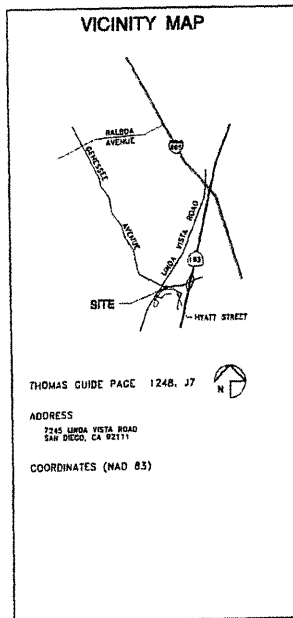 VICINITY MAP
BALBOA
AVENUE
GENESSEE
AVENUE
805
LINDA VISTA ROAD
163
SITE
HYATT STREET
THOMAS GUIDE PAGE 1248, J7
N
ADDRESS
7245 LINDA VISTA ROAD
SAN DIEGO, CA 92111
COORDINATES (NAD 83)